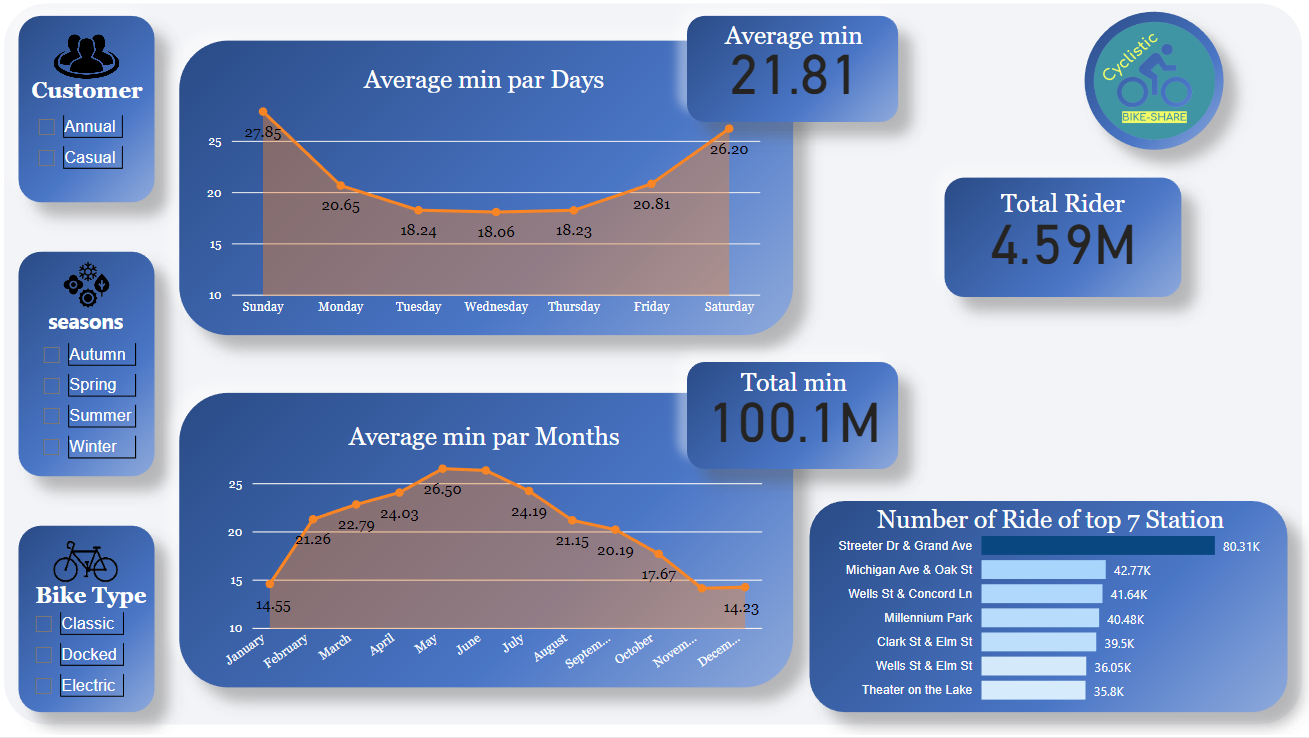 Customer
Annual
Casual
seasons
Autumn
Spring
Summer
Winter
Bike Type
Classic
Docked
Electric
Average min par Days
27.85
20.65
18.24
18.06
18.23
20.81
26.20
25
20
15
10
Sunday Monday Tuesday Wednesday Thursday Friday Saturday
Average min
21.81
Average min par Months
14.55
21.26
22.79
24.03
26.50
24.19
21.15
20.19
17.67
14.23
25
20
15
10
January February March April May June July August Septem... October Novem... Decem...
Total min
100.1M
Cyclistic
BIKE-SHARE
Total Rider
4.59M
Number of Ride of top 7 Station
Streeter Dr & Grand Ave 80.31K
Michigan Ave & Oak St 42.77K
Wells St & Concord Ln 41.64K
Millennium Park 40.48K
Clark St & Elm St 39.5K
Wells St & Elm St 36.05K
Theater on the Lake 35.8K